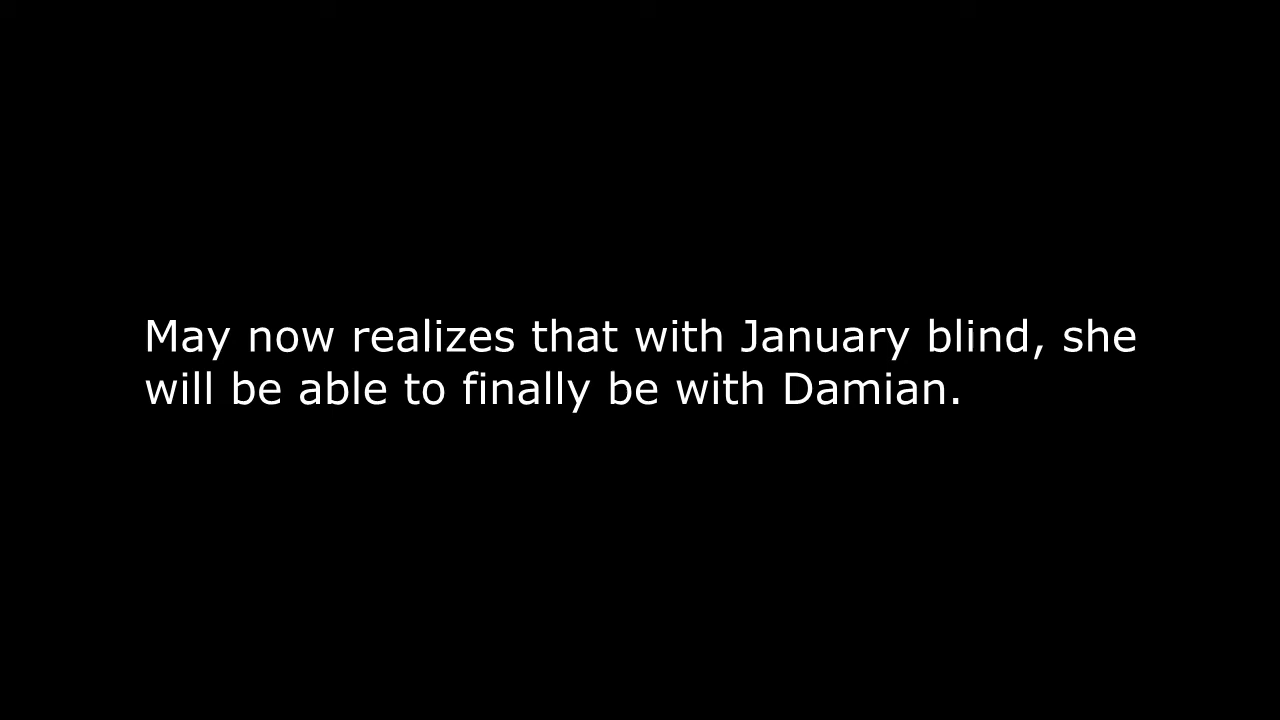 May now realizes that with January blind, she
will be able to finally be with Damian.